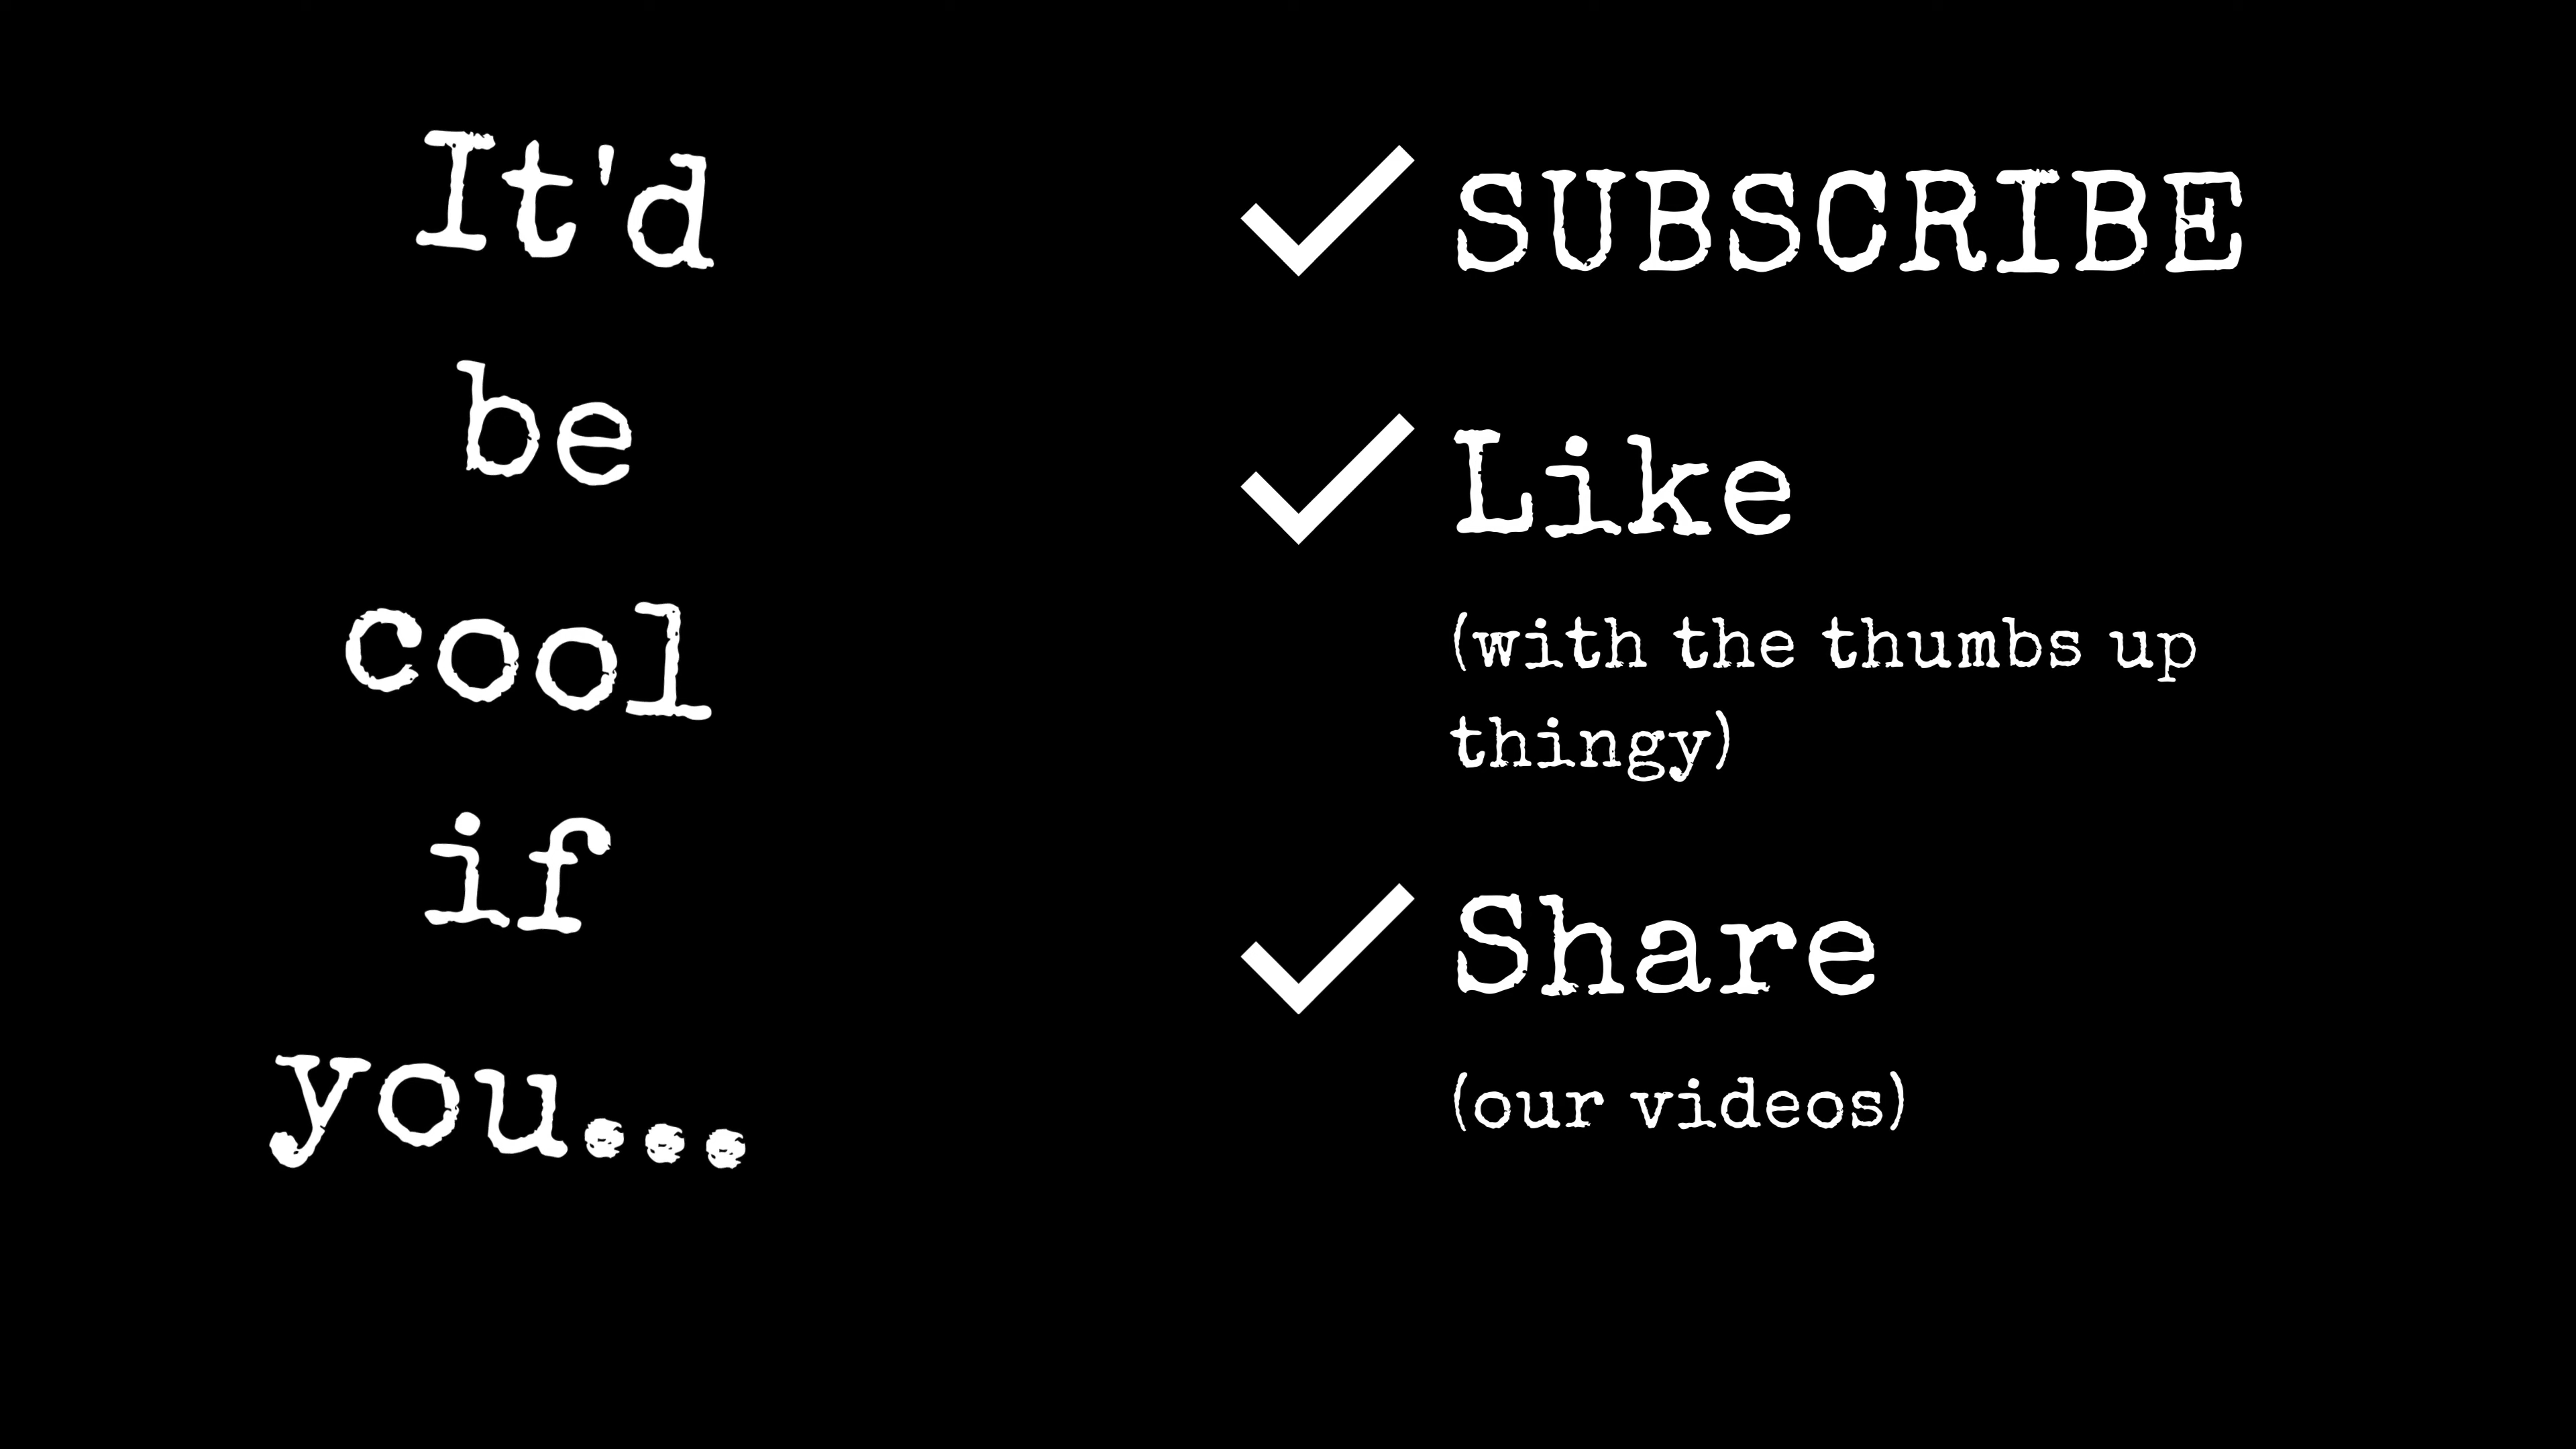 It'd
be
cool
if
you...
SUBSCRIBE
Like
(with the thumbs up
thingy)
Share
(our videos)